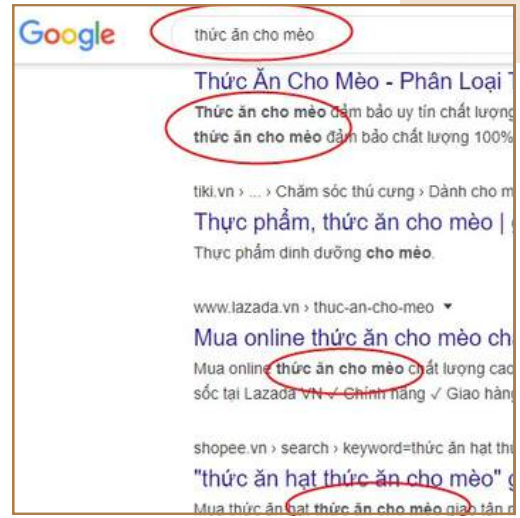 Google
thức ăn cho mèo
Thức Ăn Cho Mèo - Phân Loại
Thức ăn cho mèo đảm bảo uy tín chất lượng
thức ăn cho mèo đảm bảo chất lượng 100%
tiki.vn › ... › Chăm sóc thú cưng › Dành cho
Thực phẩm, thức ăn cho mèo |
Thực phẩm dinh dưỡng cho mèo.
www.lazada.vn › thuc-an-cho-meo ▼
Mua online thức ăn cho mèo
Mua online thức ăn cho mèo chất lượng cao
sốc tại Lazada VN ✓ Chính hãng ✓ Giao hàng
shopee.vn › search › keyword=thức ăn hạt
"thức ăn hạt thức ăn cho mèo"
Mua thức ăn hạt thức ăn cho mèo giao tận